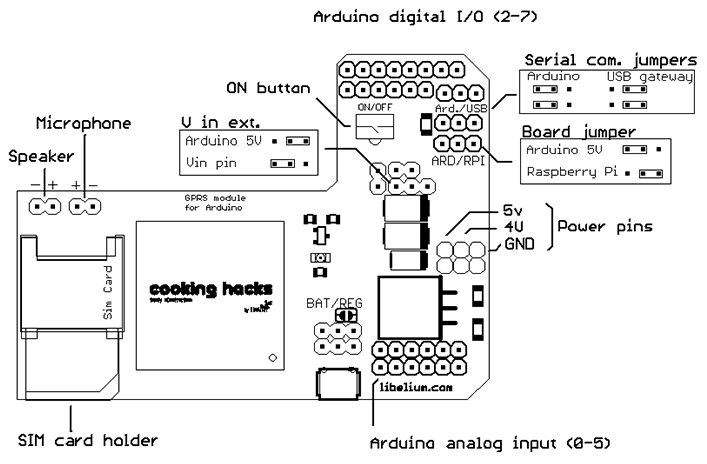 Arduino digital I/O (2-7)
Serial com. jumpers
Arduino USB gateway
ON button
ON/OFF
Ard./USB
V in ext.
Arduino 5V
Vin pin
Board jumper
Arduino 5V
Raspberry Pi
ARD/RPI
Microphone
Speaker
- + + -
GPRS module
for Arduino
5v
4V
GND
Power pins
Sim Card
cooking hacks
BAT/REG
libelium.com
SIM card holder
Arduino analog input (0-5)